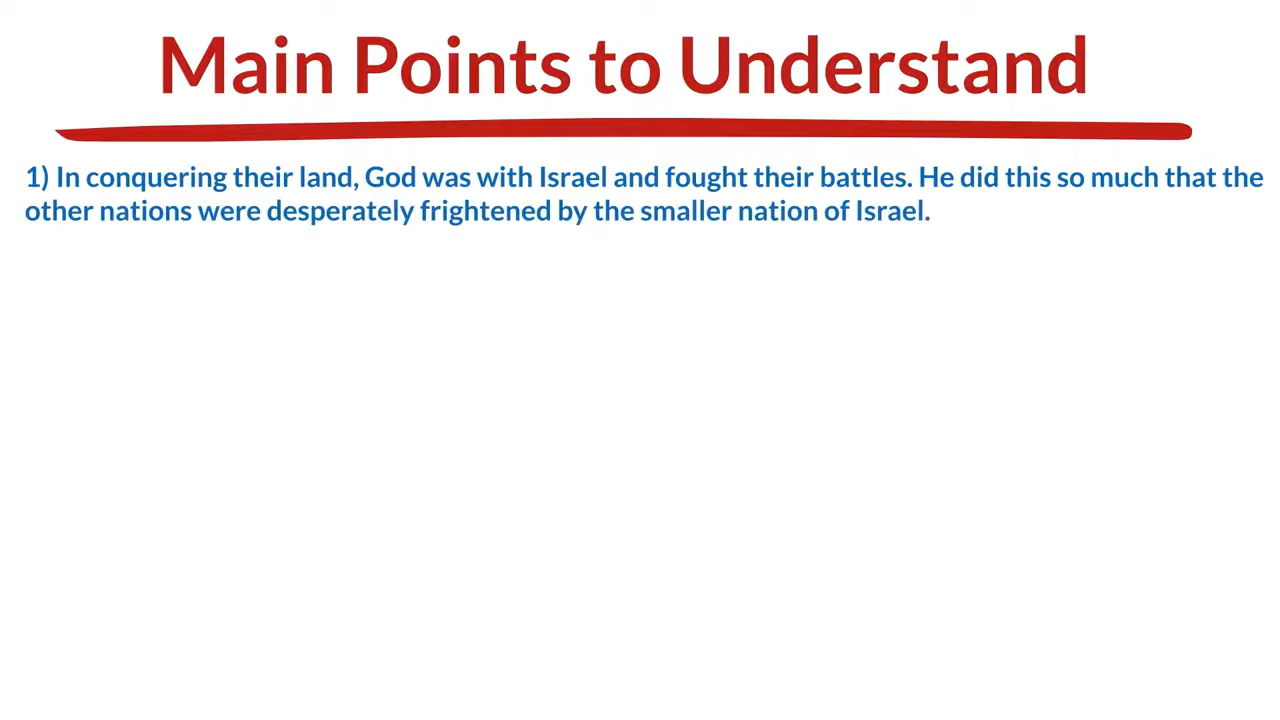 Main Points to Understand
1) In conquering their land, God was with Israel and fought their battles. He did this so much that the
other nations were desperately frightened by the smaller nation of Israel.